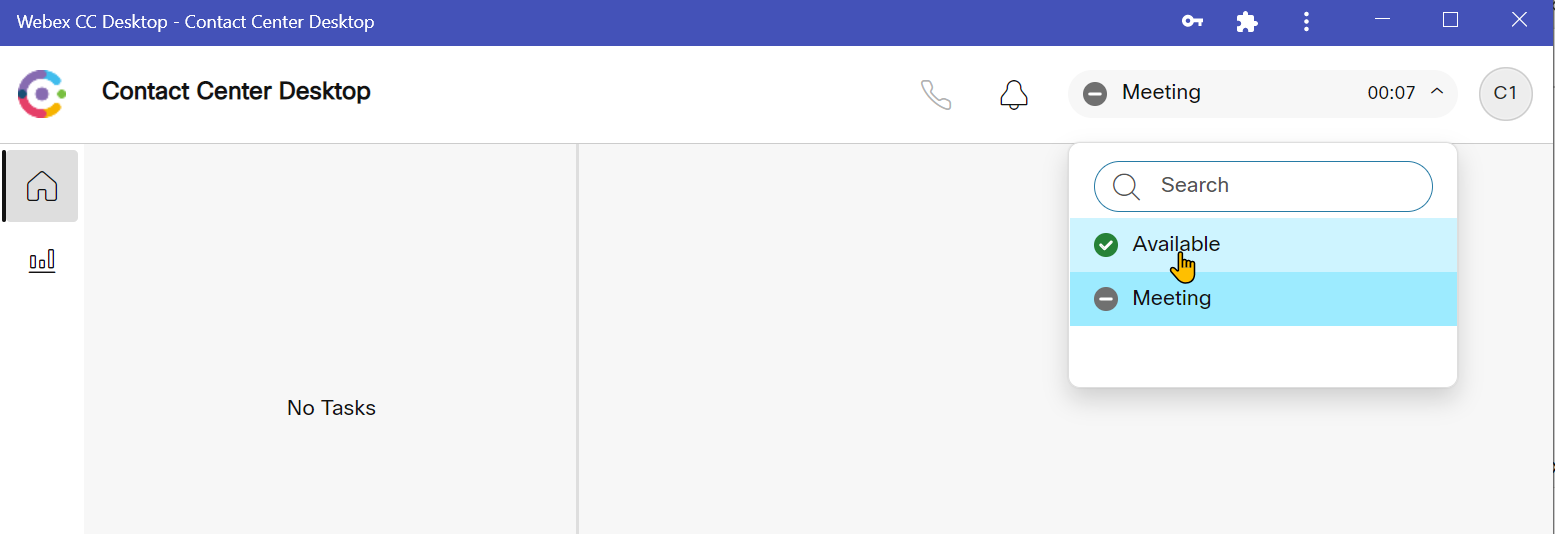 Webex CC Desktop - Contact Center Desktop
Contact Center Desktop
Meeting 00:07
C1
Search
Available
Meeting
No Tasks